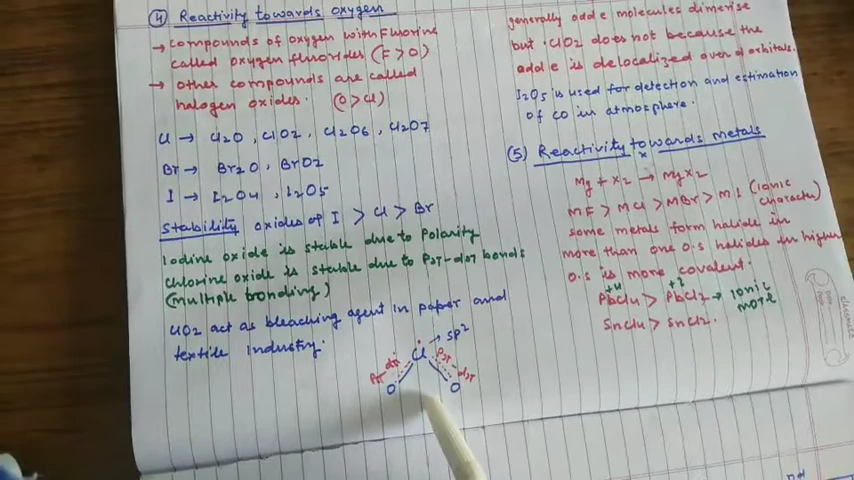 (4) Reactivity towards oxygen
→ compounds of oxygen with Fluorine
called oxygen fluorides (F > O)
→ other compounds are called
halogen oxides. (O > Cl)
Cl → Cl2O, ClO2, Cl2O6, Cl2O7
Br → Br2O, BrO2
I → I2O4, I2O5
Stability oxides of I > Cl > Br
Iodine oxide is stable due to Polarity
chlorine oxide is stable due to Pπ-dπ bonds
(multiple bonding)
ClO2 act as bleaching agent in paper and
textile industry.
Cl → SP2
Pπ dπ
Pπ-dπ
O O
generally odd e molecules dimerise
but ClO2 does not because the
odd e is delocalized over d orbitals.
I2O5 is used for detection and estimation
of CO in atmosphere.
(5) Reactivity towards metals
x
Mg + X2 → MgX2
MF > MCl > MBr > MI (Ionic
character)
some metals form halide in
more than one O.S halides in higher
O.S is more covalent.
+4 +2
PbCl4 > PbCl2 → Ionic
more
SnCl4 > SnCl2.